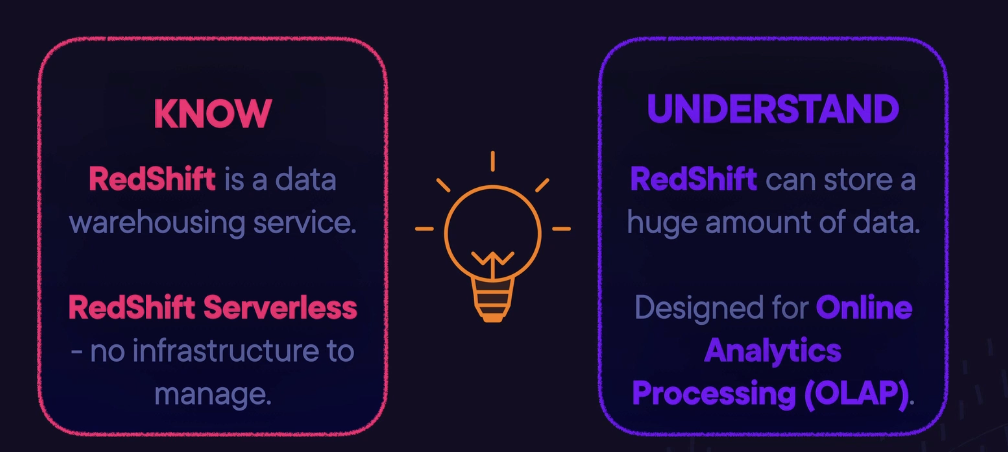 KNOW
RedShift is a data
warehousing service.
RedShift Serverless
- no infrastructure to
manage.
UNDERSTAND
RedShift can store a
huge amount of data.
Designed for Online
Analytics
Processing (OLAP).